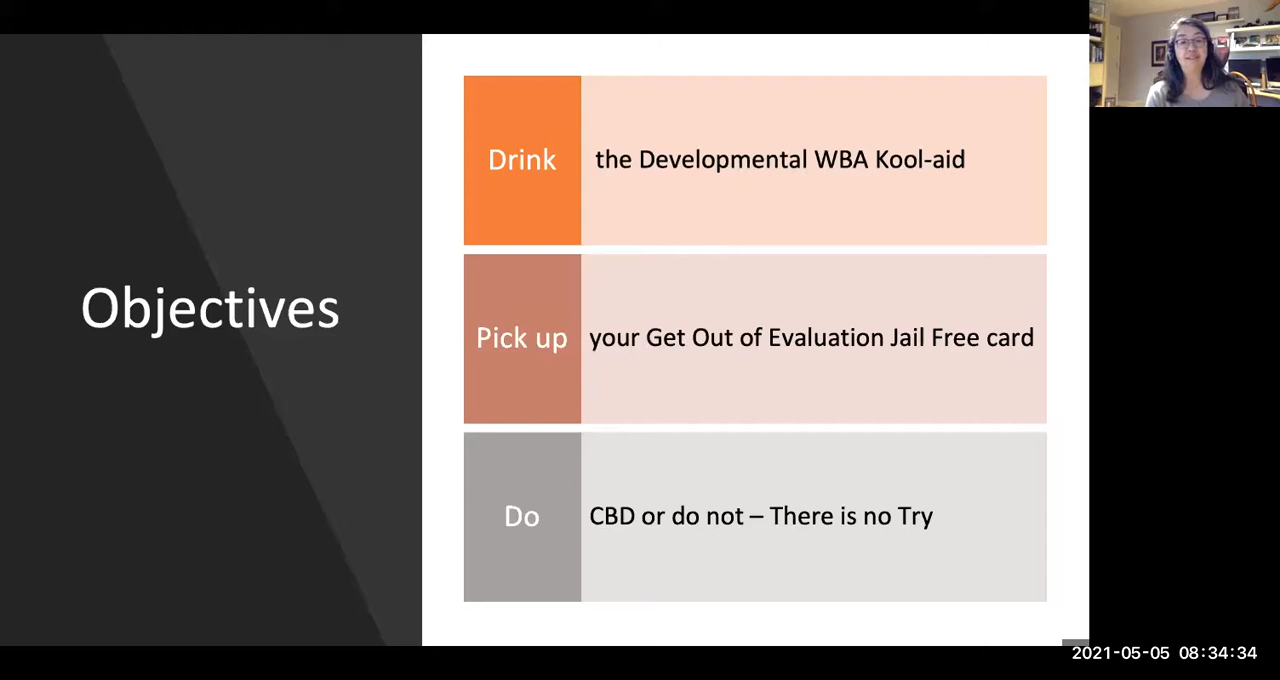 Objectives
Drink the Developmental WBA Kool-aid
Pick up your Get Out of Evaluation Jail Free card
Do CBD or do not – There is no Try
2021-05-05 08:34:34